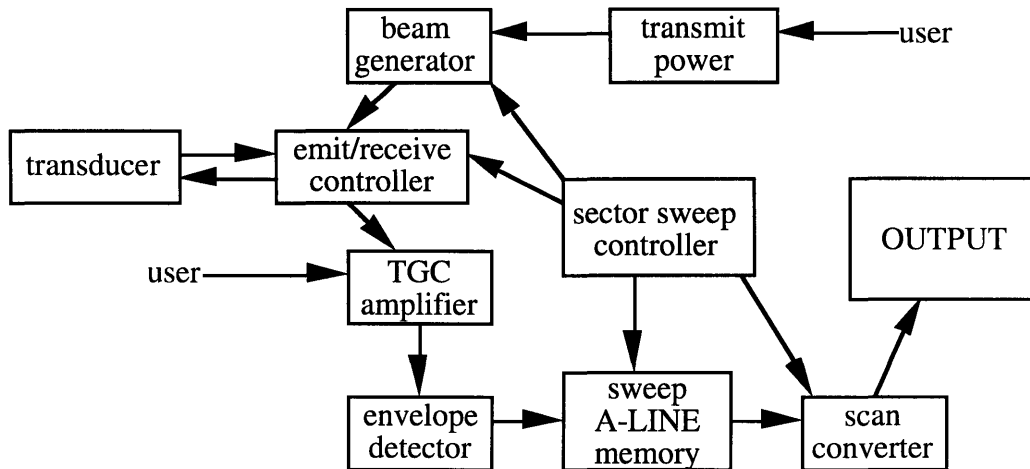 beam
generator
transmit
power
user
transducer
emit/receive
controller
sector sweep
controller
OUTPUT
user
TGC
amplifier
envelope
detector
sweep
A-LINE
memory
scan
converter